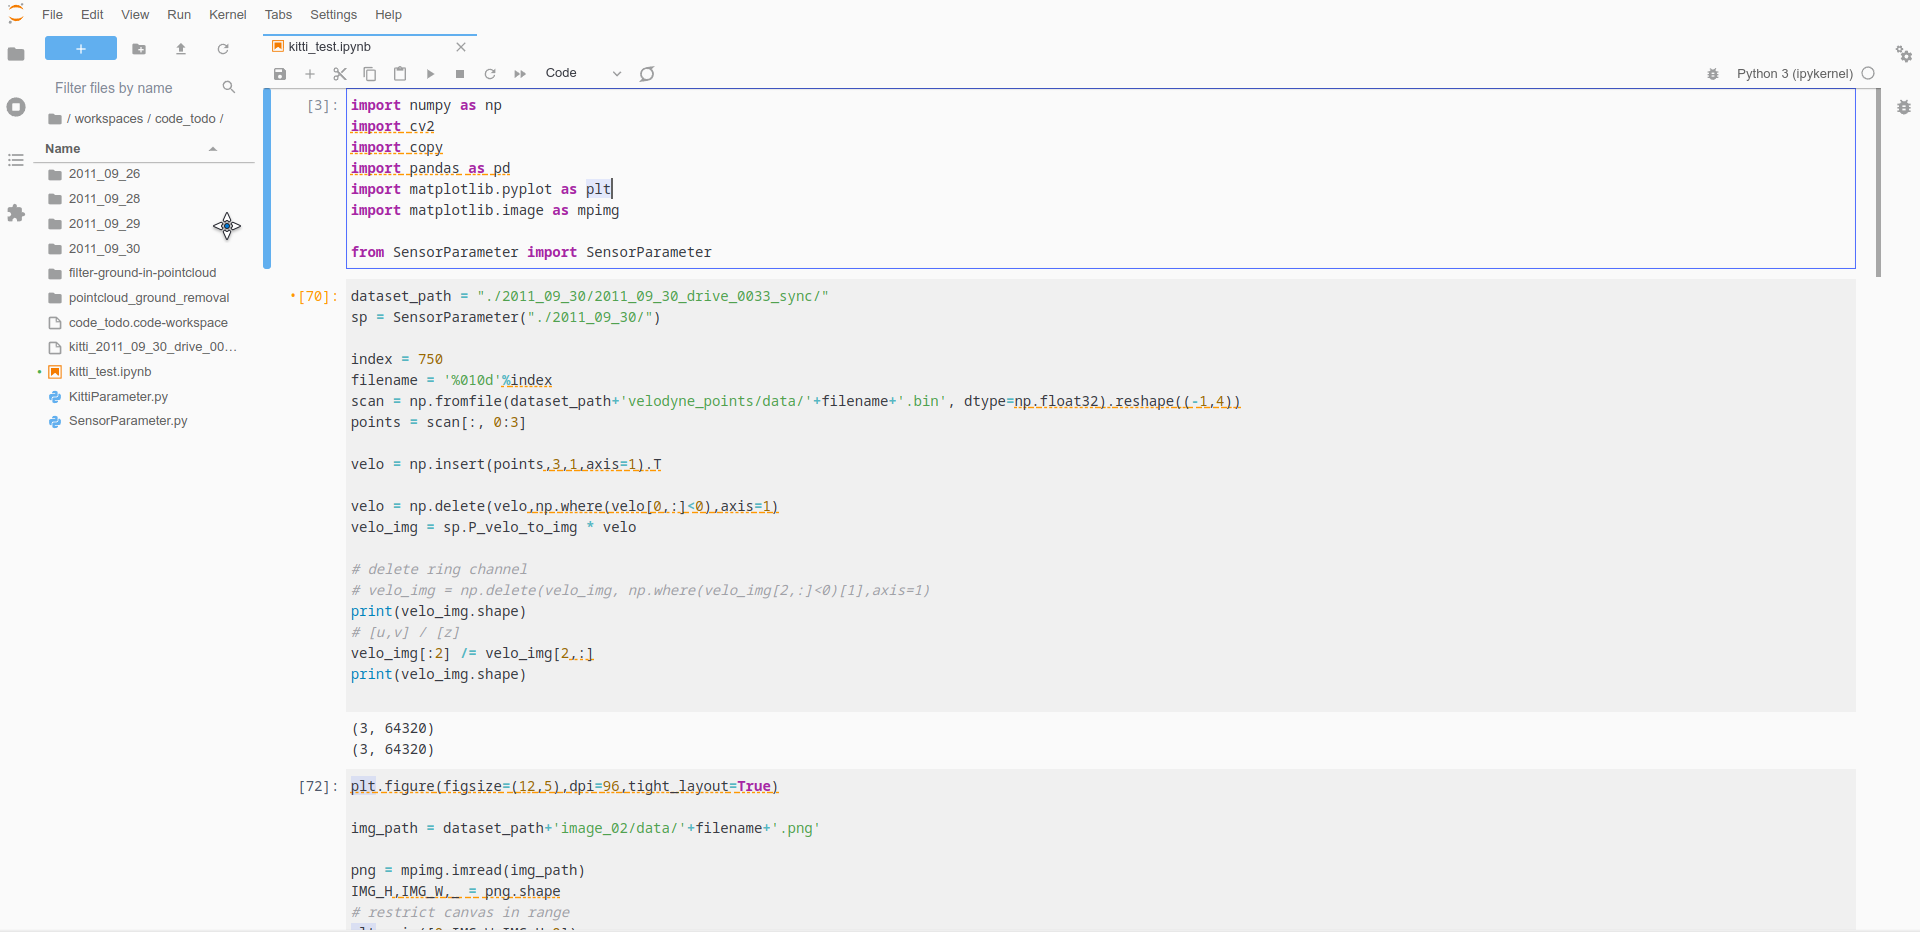 File Edit View Run Kernel Tabs Settings Help
kitti_test.ipynb
Code
Python 3 (ipykernel)
Filter files by name
/ workspaces / code_todo /
Name
2011_09_26
2011_09_28
2011_09_29
2011_09_30
filter-ground-in-pointcloud
pointcloud_ground_removal
code_todo.code-workspace
kitti_2011_09_30_drive_00…
kitti_test.ipynb
KittiParameter.py
SensorParameter.py
[3]:
import numpy as np
import cv2
import copy
import pandas as pd
import matplotlib.pyplot as plt
import matplotlib.image as mpimg
from SensorParameter import SensorParameter
[70]:
dataset_path = "./2011_09_30/2011_09_30_drive_0033_sync/"
sp = SensorParameter("./2011_09_30/")
index = 750
filename = '%010d'%index
scan = np.fromfile(dataset_path+'velodyne_points/data/'+filename+'.bin', dtype=np.float32).reshape((-1,4))
points = scan[:, 0:3]
velo = np.insert(points,3,1,axis=1).T
velo = np.delete(velo,np.where(velo[0,:]<0),axis=1)
velo_img = sp.P_velo_to_img * velo
# delete ring channel
# velo_img = np.delete(velo_img, np.where(velo_img[2,:]<0)[1],axis=1)
print(velo_img.shape)
# [u,v] / [z]
velo_img[:2] /= velo_img[2,:]
print(velo_img.shape)
(3, 64320)
(3, 64320)
[72]:
plt.figure(figsize=(12,5),dpi=96,tight_layout=True)
img_path = dataset_path+'image_02/data/'+filename+'.png'
png = mpimg.imread(img_path)
IMG_H,IMG_W,_ = png.shape
# restrict canvas in range